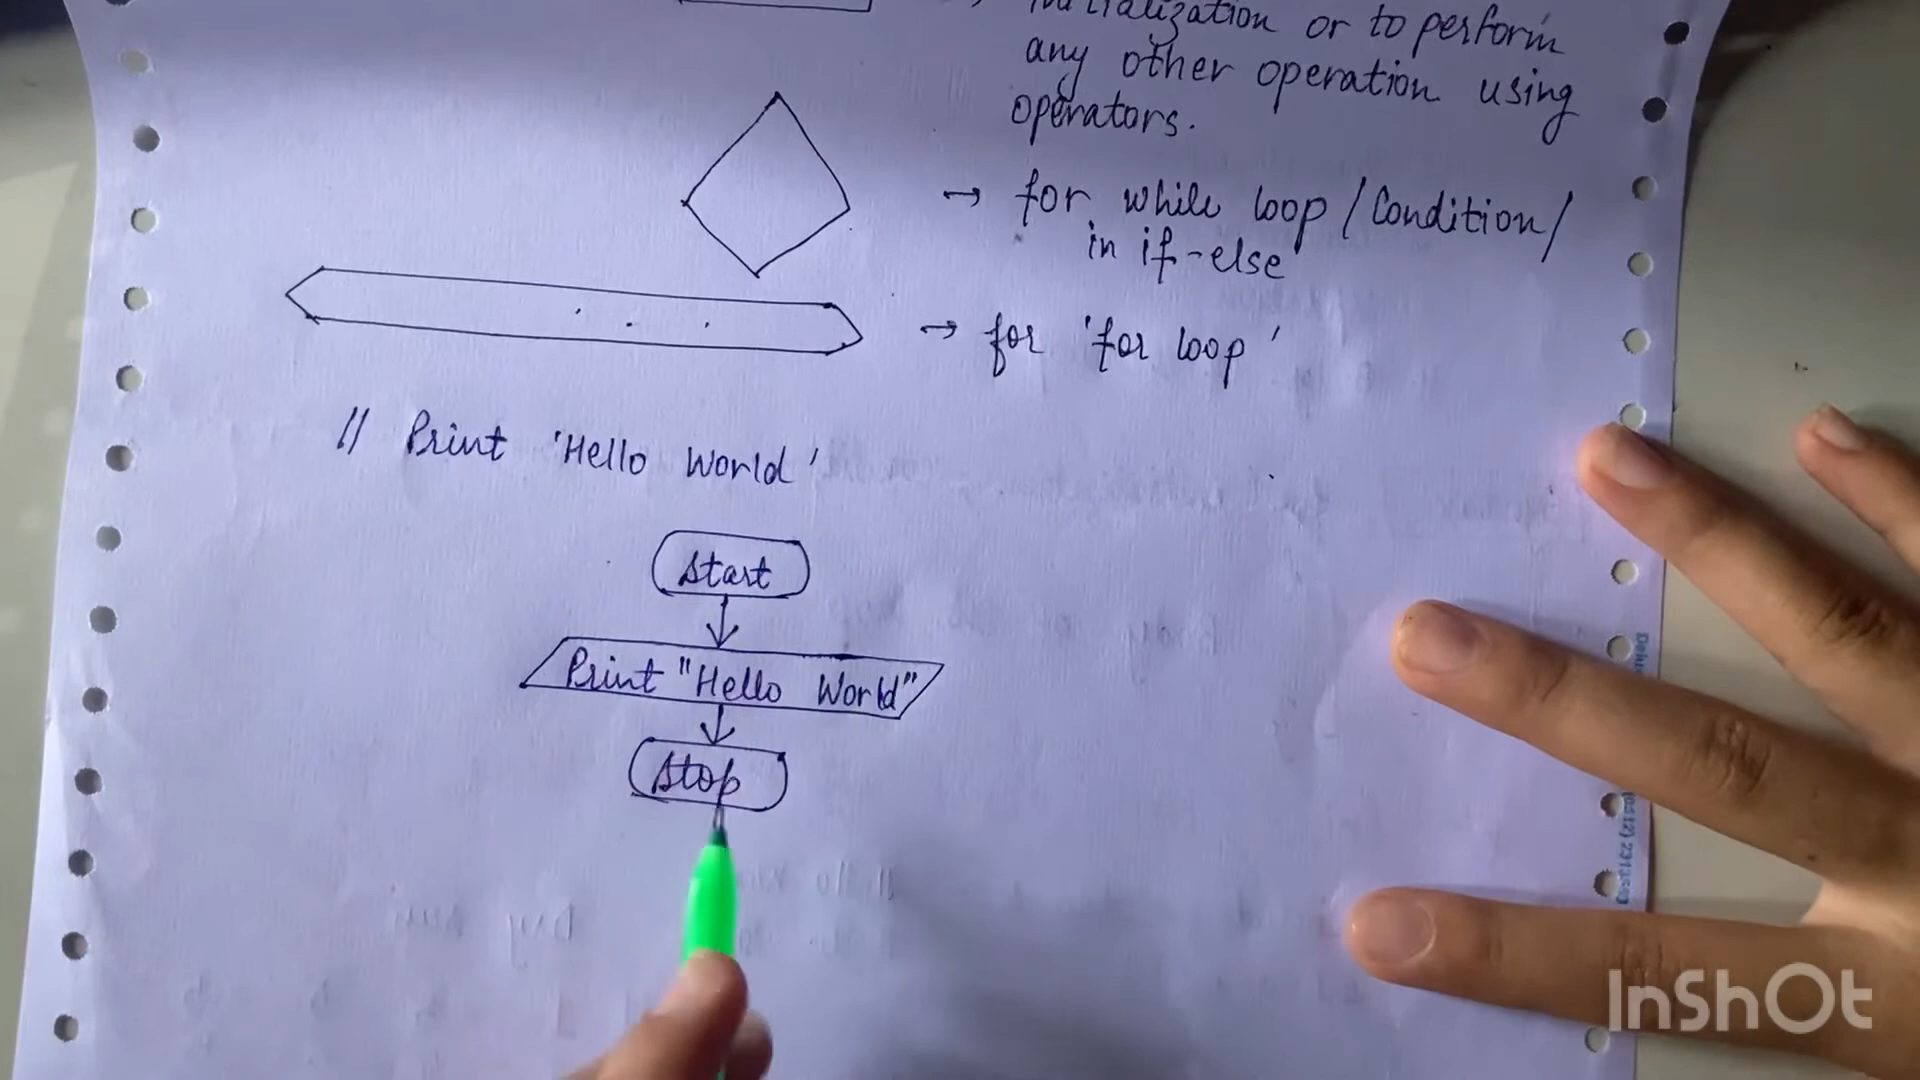 initialization or to perform
any other operation using
operators.
→ for while loop / Condition /
in if-else
→ for 'for loop'
// Print 'Hello World'
Start
Print "Hello World"
Stop
InShOt